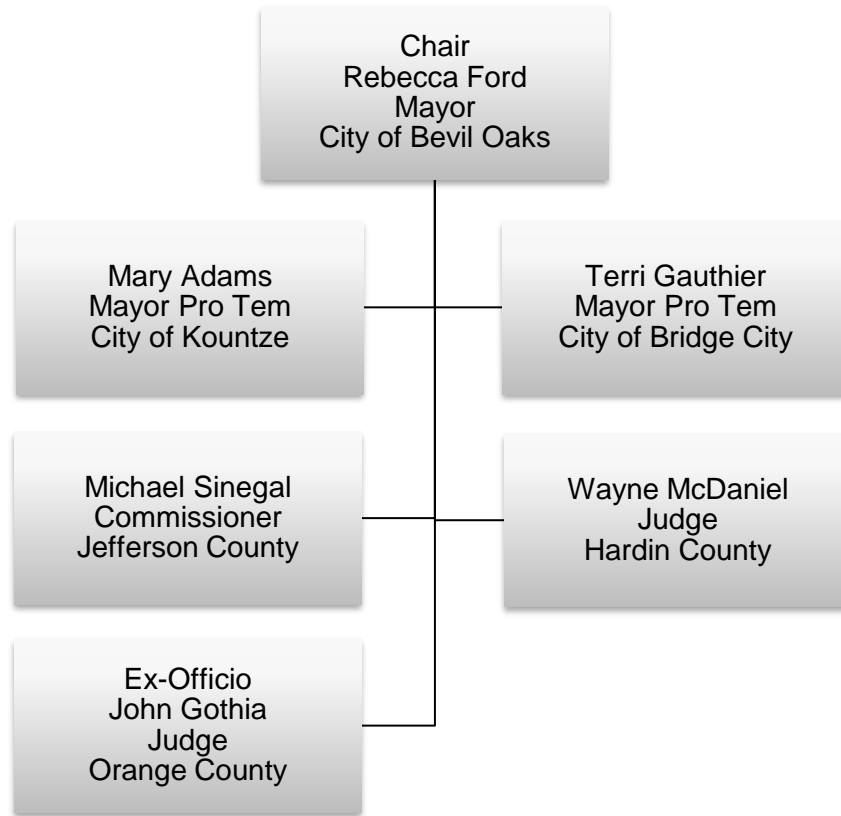 Chair
Rebecca Ford
Mayor
City of Bevil Oaks
Mary Adams
Mayor Pro Tem
City of Kountze
Terri Gauthier
Mayor Pro Tem
City of Bridge City
Michael Sinegal
Commissioner
Jefferson County
Wayne McDaniel
Judge
Hardin County
Ex-Officio
John Gothia
Judge
Orange County